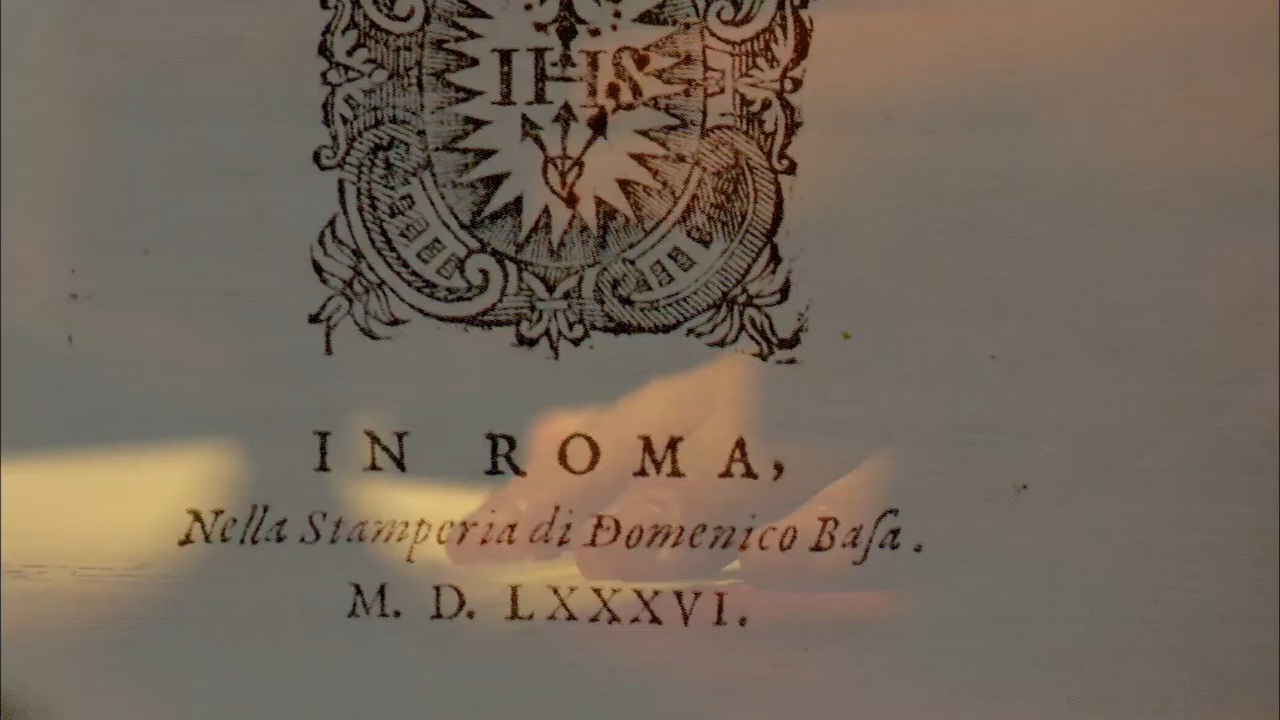 IHS
IN ROMA,
Nella Stamperia di Domenico Baſa.
M. D. LXXXVI.